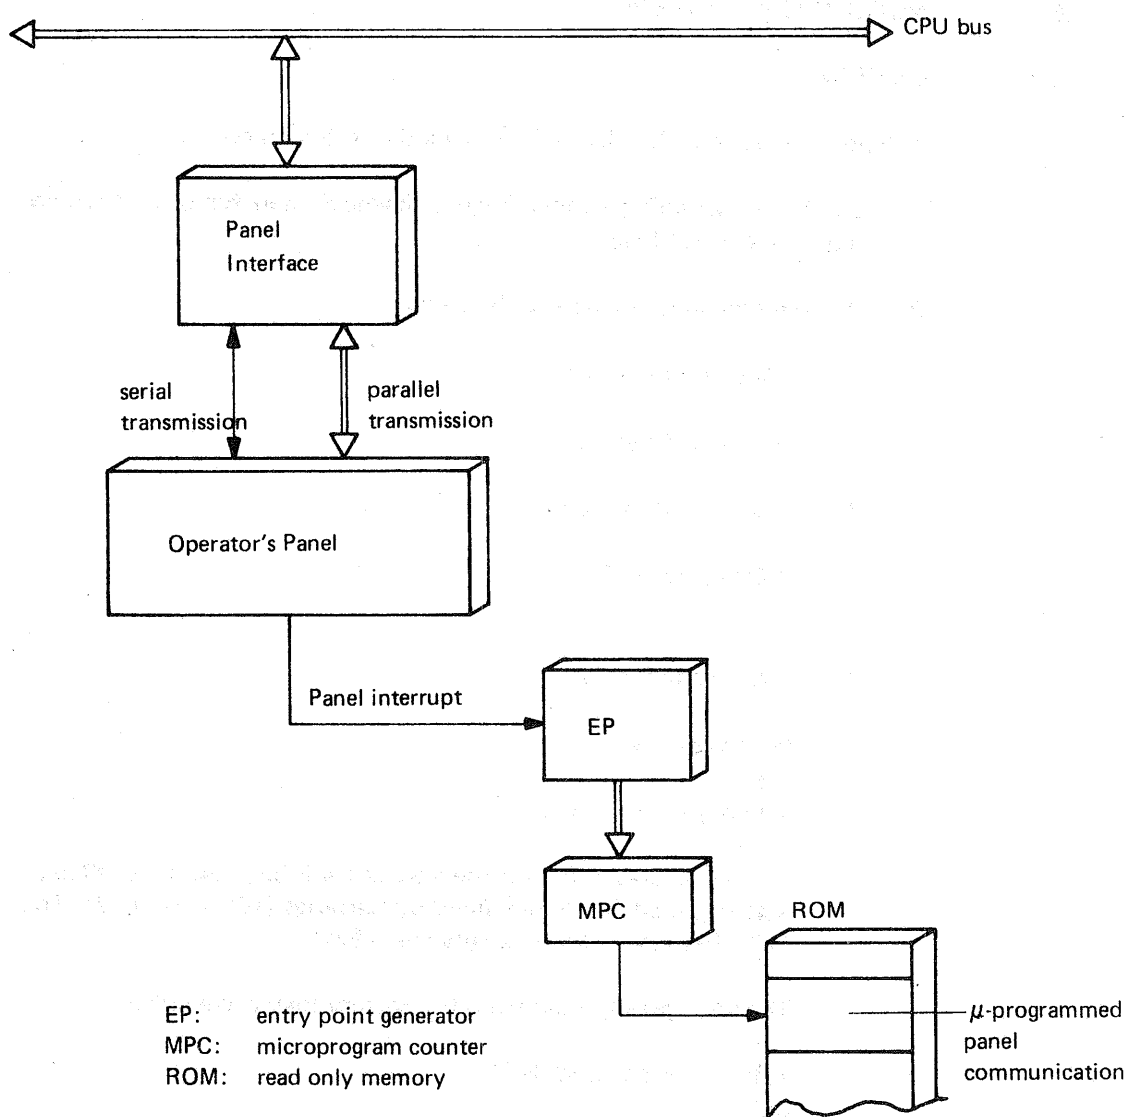 CPU bus
Panel
Interface
serial
transmission
parallel
transmission
Operator's Panel
Panel interrupt
EP
MPC
ROM
EP: entry point generator
MPC: microprogram counter
ROM: read only memory
μ-programmed
panel
communication